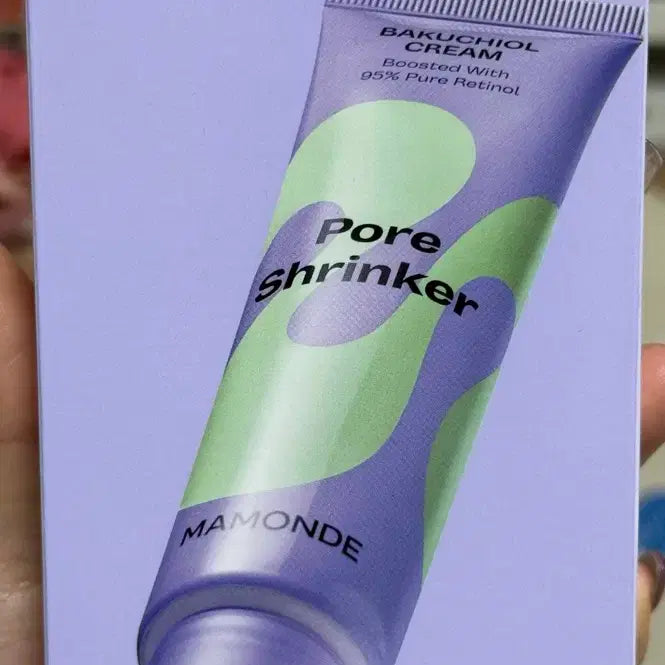 BAKUCHIOL
CREAM
Boosted With
95% Pure Retinol
Pore
Shrinker
MAMONDE